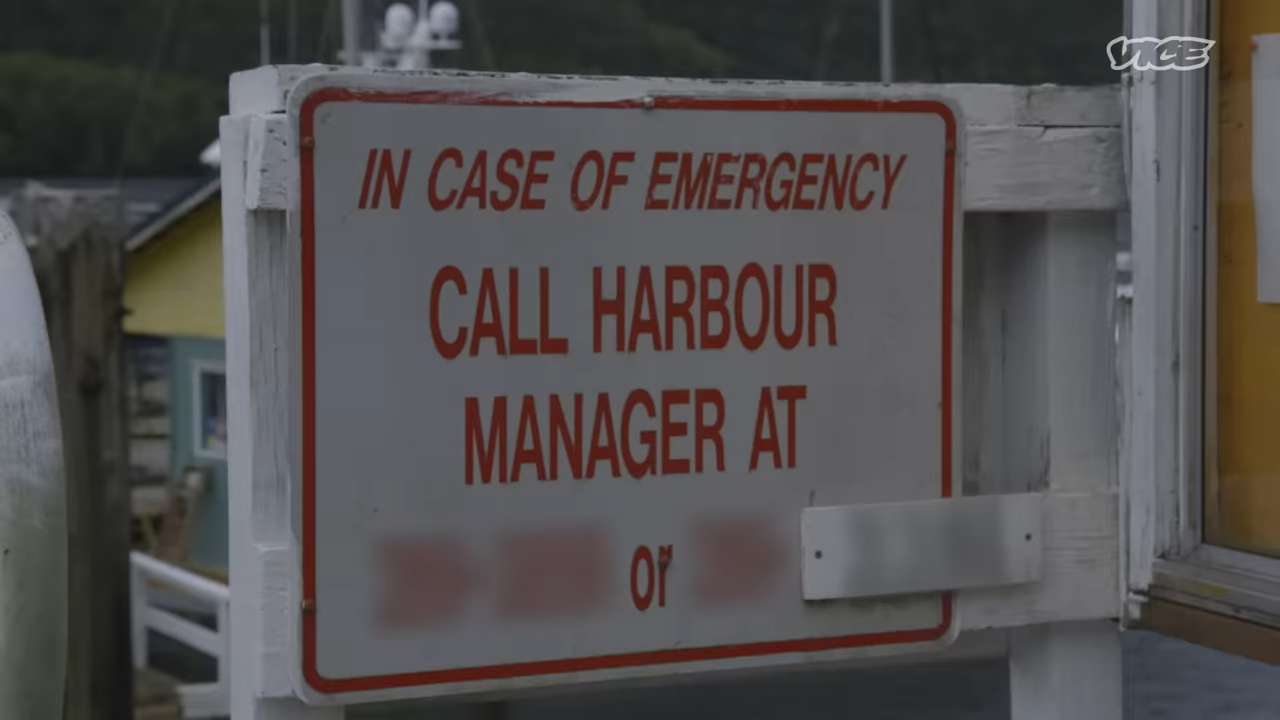 VICE
IN CASE OF EMERGENCY
CALL HARBOUR
MANAGER AT
or